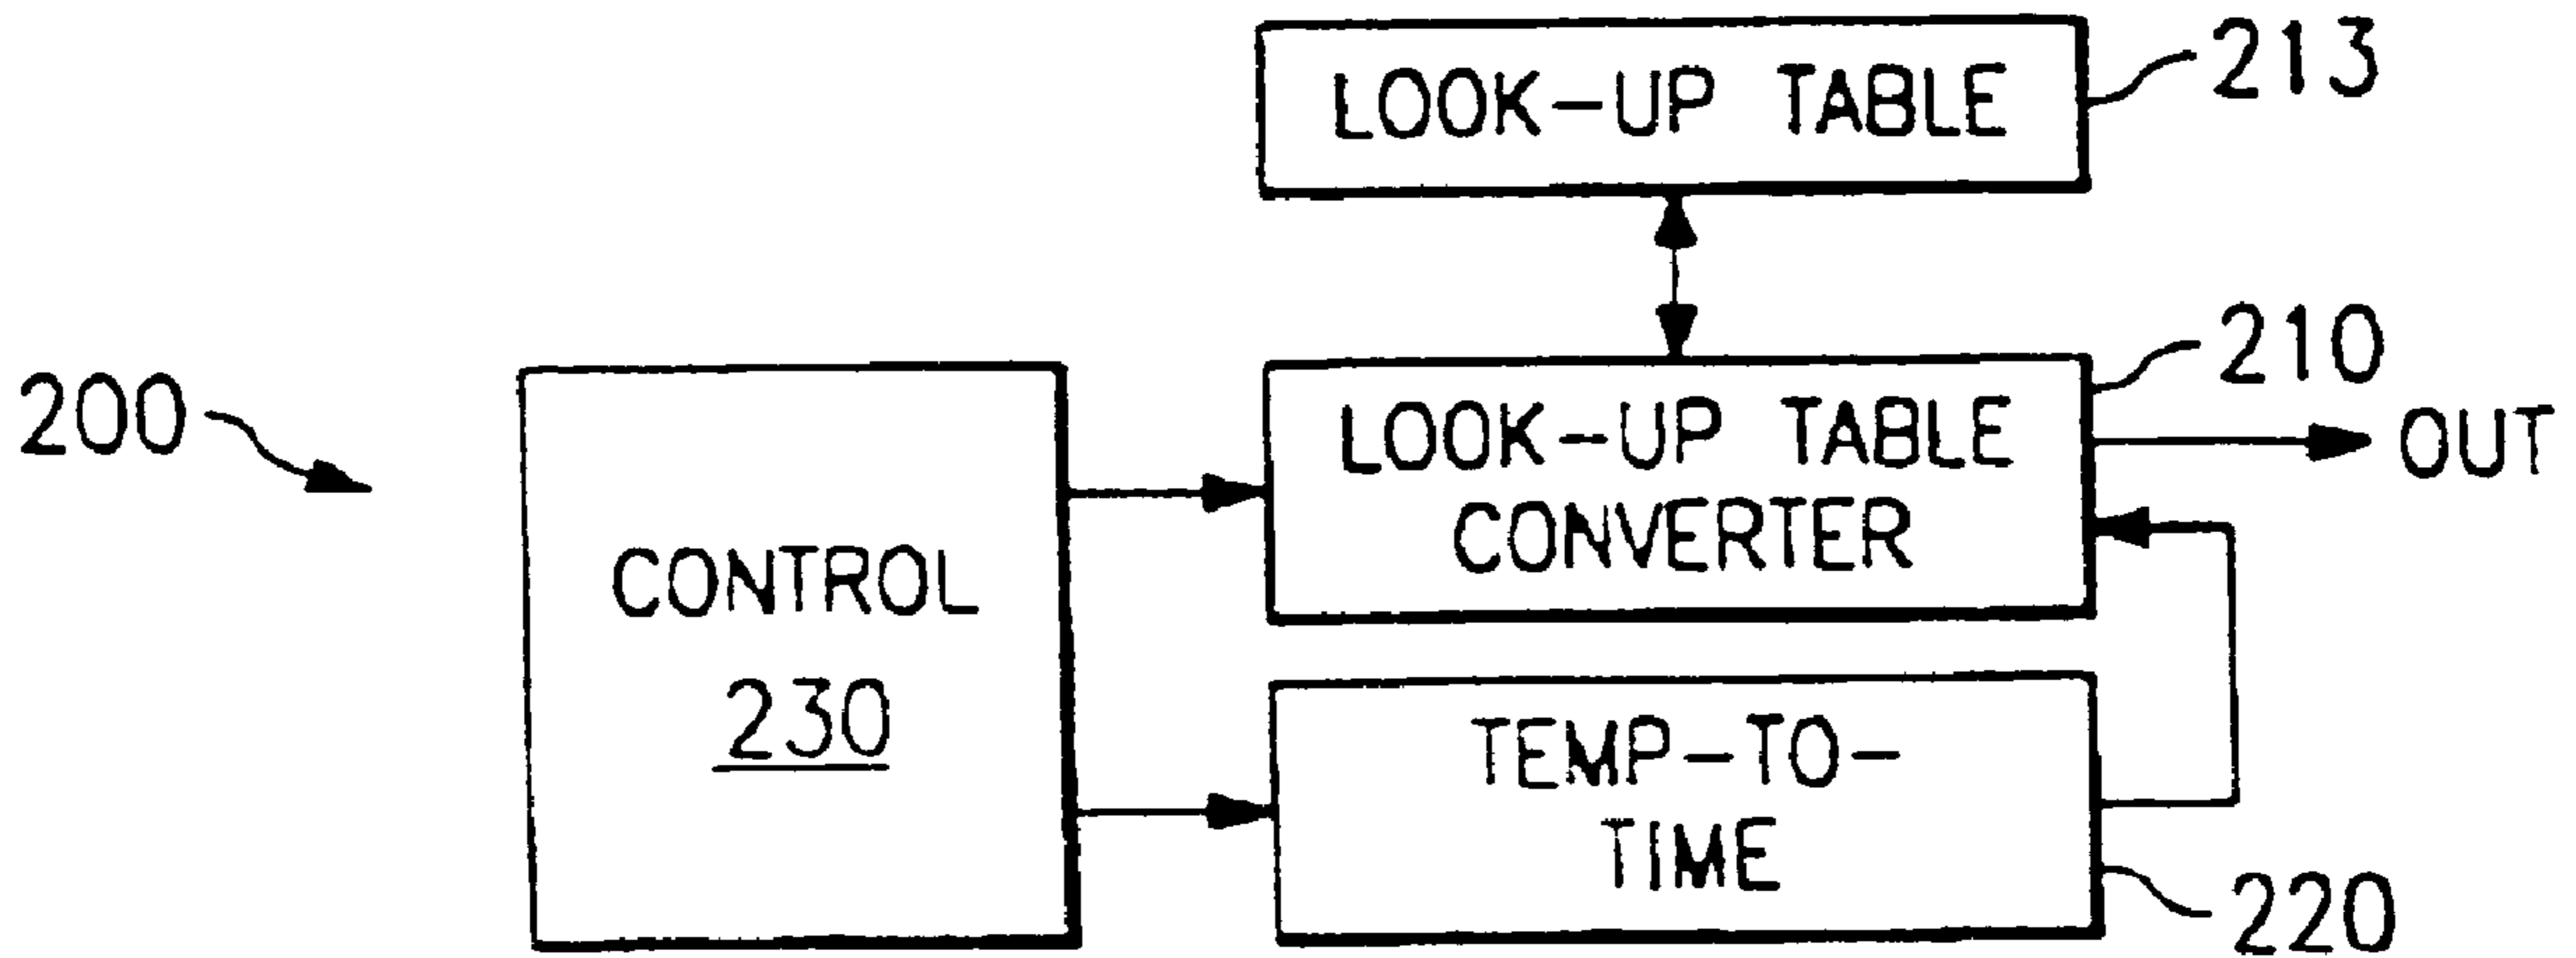 LOOK-UP TABLE
213
200
CONTROL
230
LOOK-UP TABLE
CONVERTER
210
OUT
TEMP-TO-
TIME
220